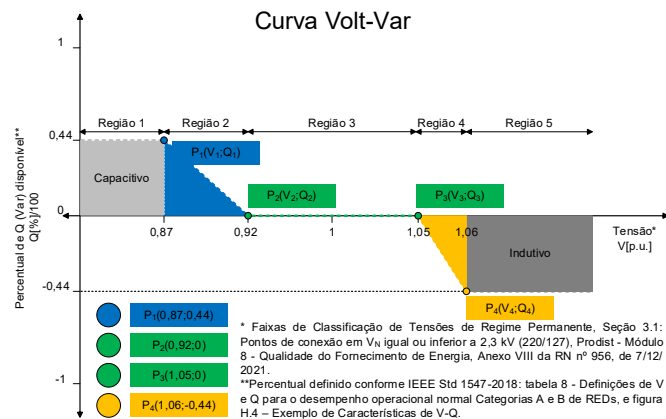 Curva Volt-Var
Percentual de Q (Var) disponível**
Q[%]/100
1
0,44
0
-0,44
-1
Região 1
Região 2
Região 3
Região 4
Região 5
Capacitivo
P₁(V₁;Q₁)
P₂(V₂;Q₂)
P₃(V₃;Q₃)
0,87
0,92
1
1,05
1,06
Tensão*
V[p.u.]
Indutivo
P₄(V₄;Q₄)
P₁(0,87;0,44)
P₂(0,92;0)
P₃(1,05;0)
P₄(1,06;-0,44)
* Faixas de Classificação de Tensões de Regime Permanente, Seção 3.1:
Pontos de conexão em Vɴ igual ou inferior a 2,3 kV (220/127), Prodist - Módulo
8 - Qualidade do Fornecimento de Energia, Anexo VIII da RN nº 956, de 7/12/
2021.
**Percentual definido conforme IEEE Std 1547-2018: tabela 8 - Definições de V
e Q para o desempenho operacional normal Categorias A e B de REDs, e figura
H.4 – Exemplo de Características de V-Q.